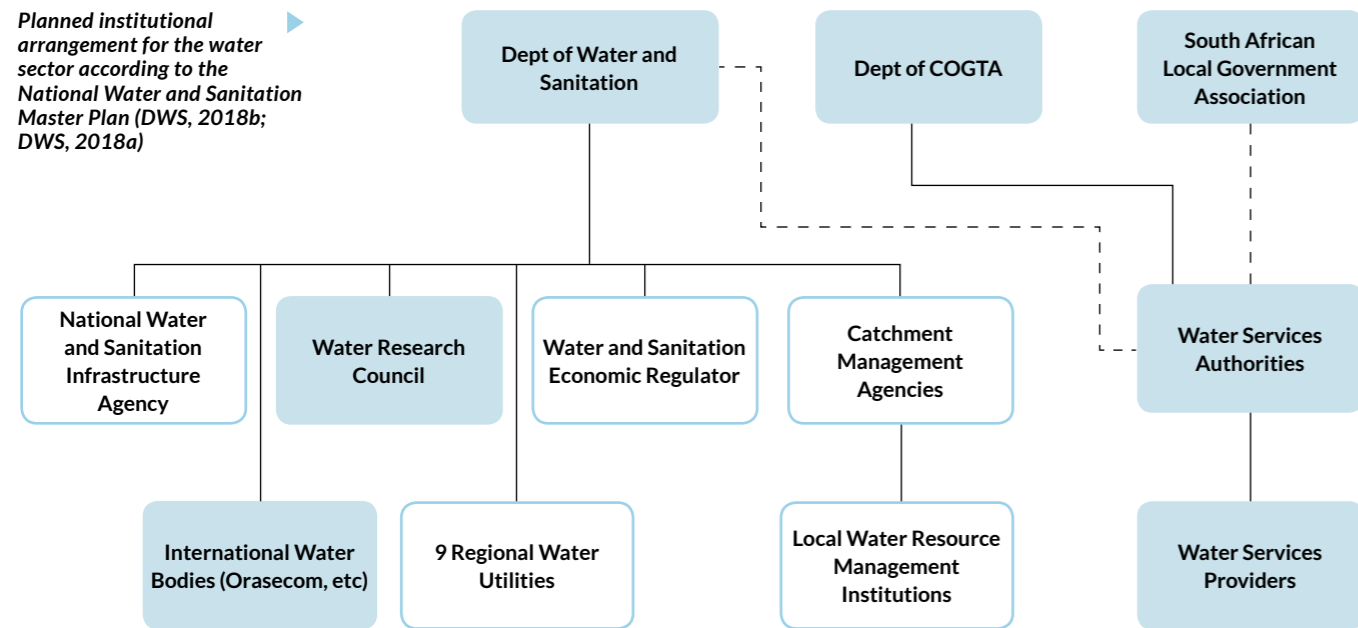 Planned institutional
arrangement for the water
sector according to the
National Water and Sanitation
Master Plan (DWS, 2018b;
DWS, 2018a)
Dept of Water and
Sanitation
Dept of COGTA
South African
Local Government
Association
National Water
and Sanitation
Infrastructure
Agency
Water Research
Council
Water and Sanitation
Economic Regulator
Catchment
Management
Agencies
Water Services
Authorities
International Water
Bodies (Orasecom, etc)
9 Regional Water
Utilities
Local Water Resource
Management
Institutions
Water Services
Providers